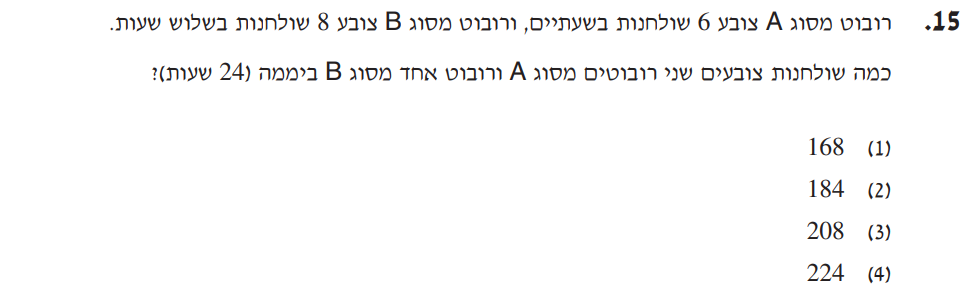 15. רובוט מסוג A צובע 6 שולחנות בשעתיים, ורובוט מסוג B צובע 8 שולחנות בשלוש שעות.
כמה שולחנות צובעים שני רובוטים מסוג A ורובוט אחד מסוג B ביממה (24 שעות)?
(1) 168
(2) 184
(3) 208
(4) 224